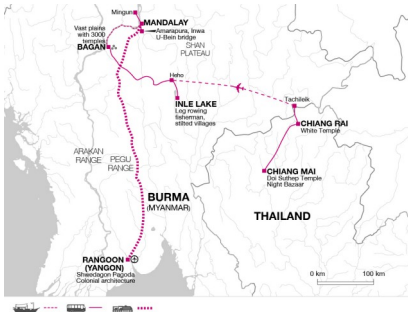 Mingun
MANDALAY
Amarapura, Inwa
U-Bein bridge
Vast plains
with 3000
temples
BAGAN
SHAN
PLATEAU
Heho
INLE LAKE
Leg rowing
fisherman,
stilted villages
Tachileik
CHIANG RAI
White Temple
CHIANG MAI
Doi Suthep Temple
Night Bazaar
ARAKAN
RANGE
PEGU
RANGE
BURMA
(MYANMAR)
THAILAND
RANGOON
(YANGON)
Shwedagon Pagoda
Colonial architecture
0 km
100 km